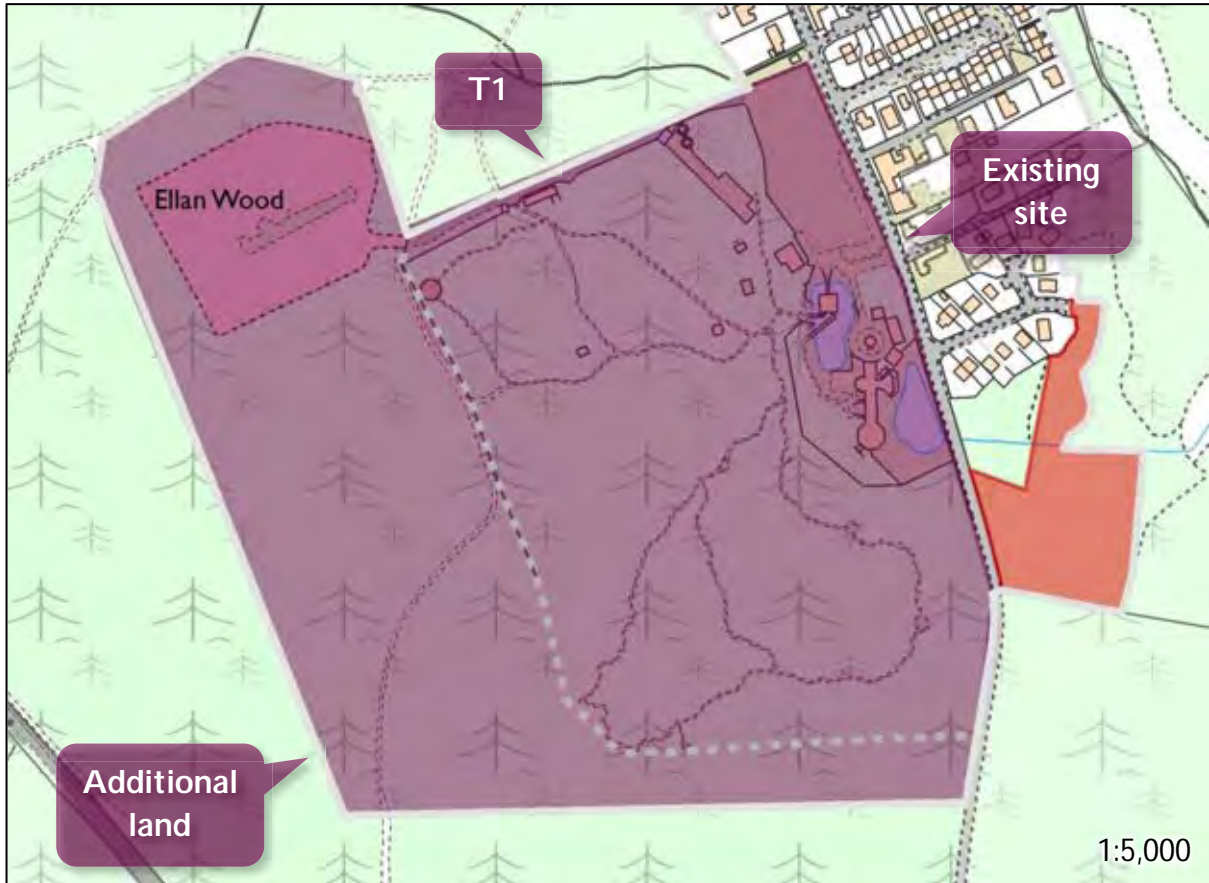 T1
Existing
site
Ellan Wood
Additional
land
1:5,000